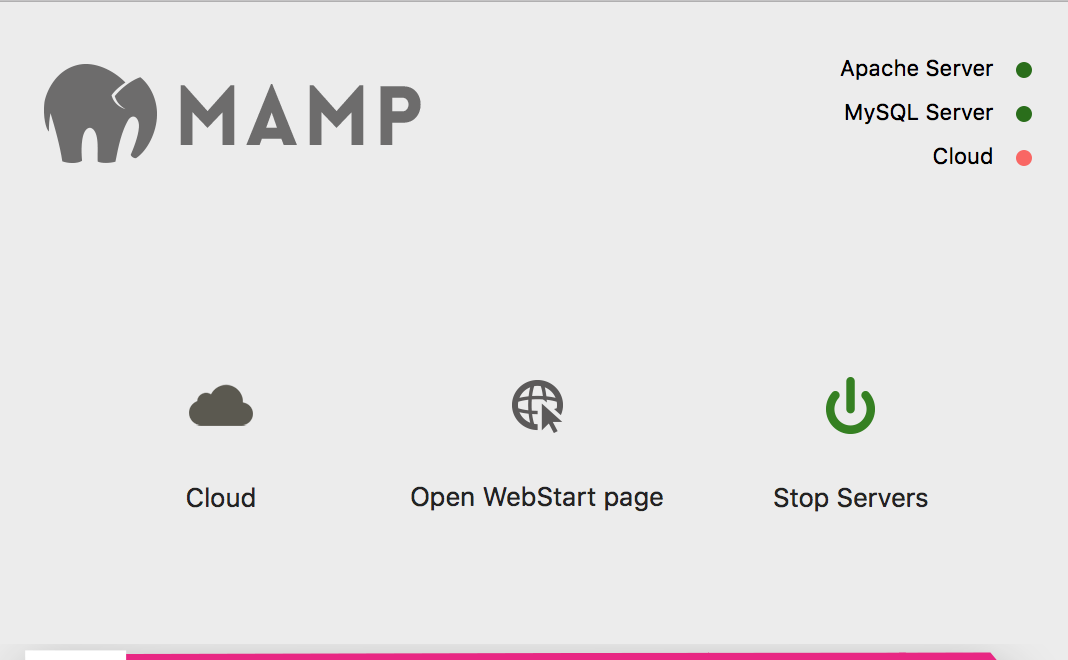 MAMP
Apache Server
MySQL Server
Cloud
Cloud
Open WebStart page
Stop Servers